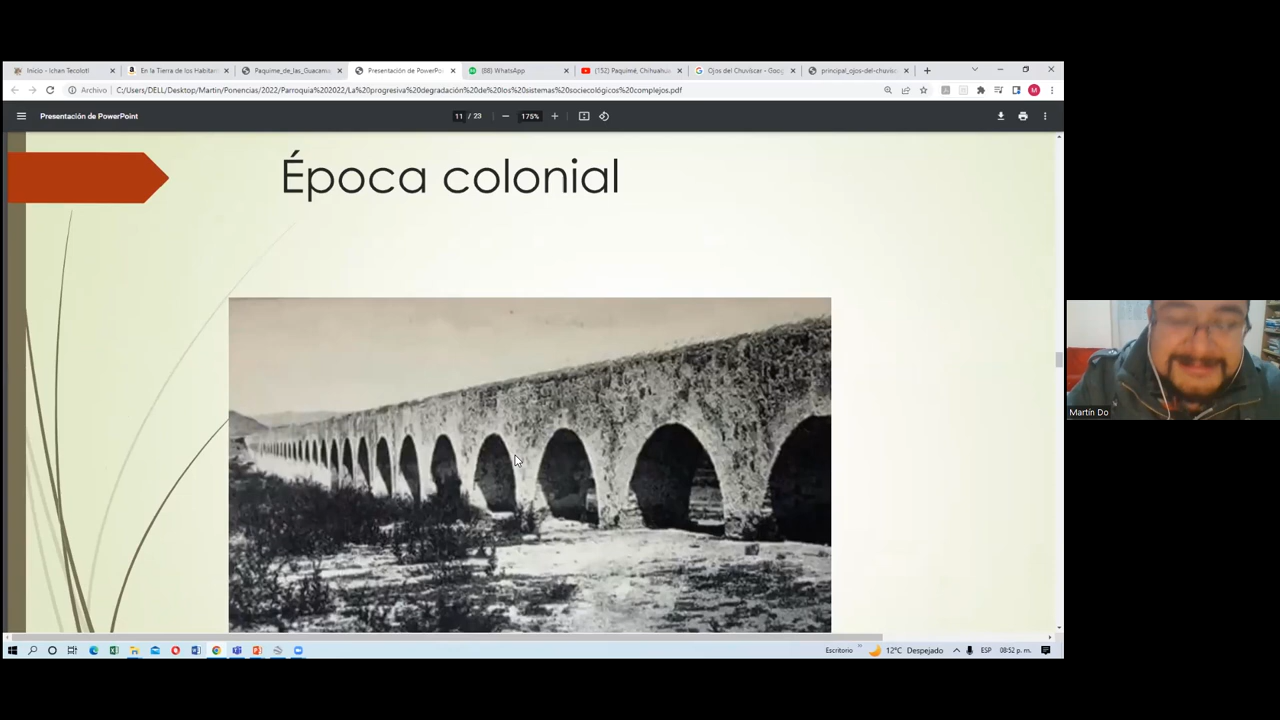 Inicio - Ichan Tecolotl
En la Tierra de los Habitan
Paquime_de_las_Guacama
Presentación de PowerPo
(88) WhatsApp
(152) Paquimé, Chihuahua
Ojos del Chuvíscar - Goog
principal_ojos-del-chuvis
Archivo
C:/Users/DELL/Desktop/Martin/Ponencias/2022/Parroquia%202022/La%20progresiva%20degradación%20de%20los%20sistemas%20sociecológicos%20complejos.pdf
M
Presentación de PowerPoint
11 / 23
175%
Época colonial
Martín Do
Escritorio
12°C Despejado
ESP
08:52 p. m.